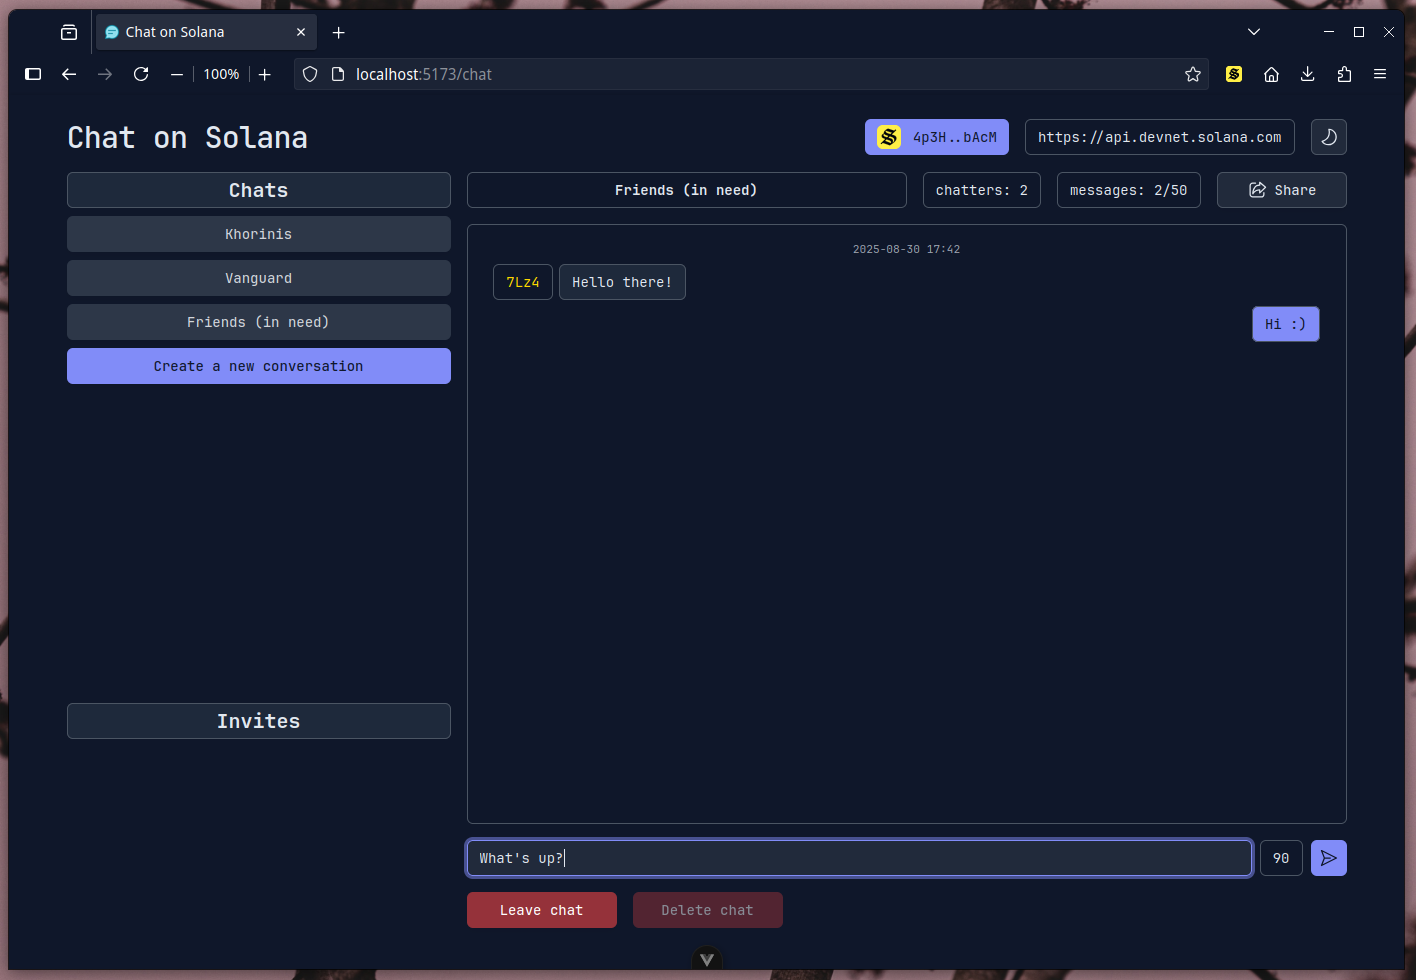 Chat on Solana
100%
localhost:5173/chat
Chat on Solana
4p3H..bAcM
https://api.devnet.solana.com
Chats
Khorinis
Vanguard
Friends (in need)
Create a new conversation
Invites
Friends (in need)
chatters: 2
messages: 2/50
Share
2025-08-30 17:42
7Lz4
Hello there!
Hi :)
What's up?
90
Leave chat
Delete chat